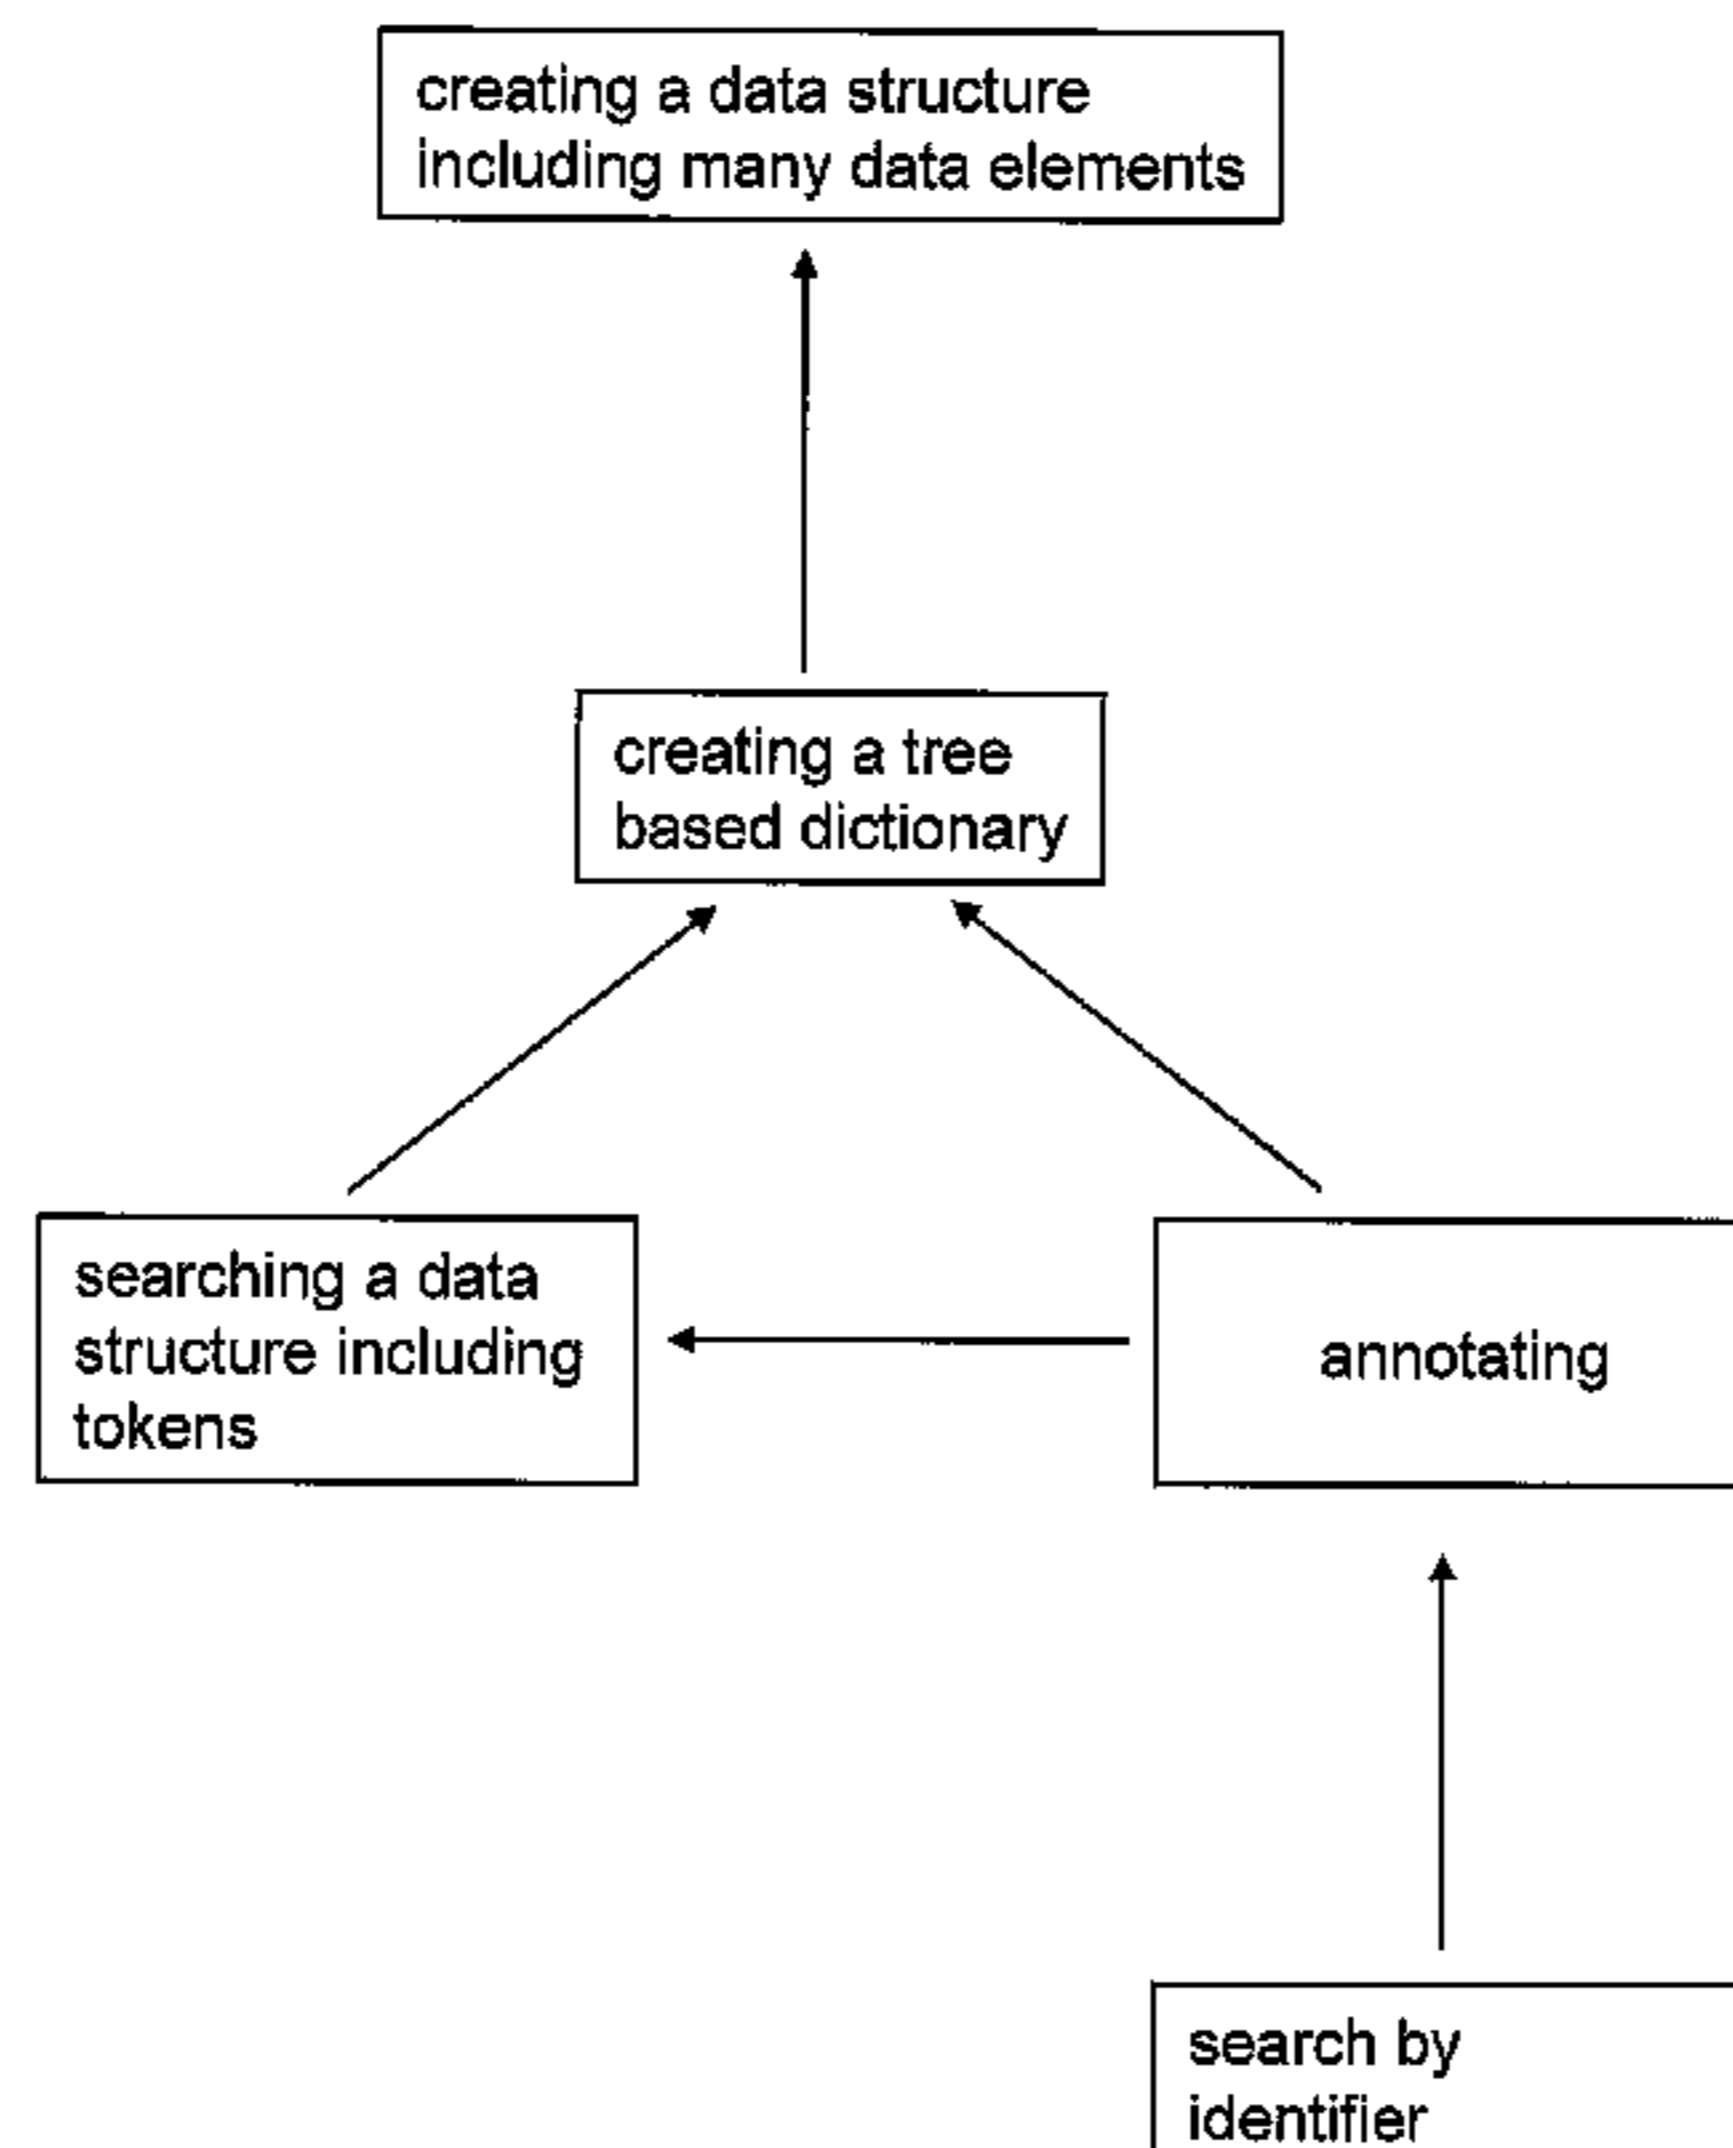 creating a data structure
including many data elements
creating a tree
based dictionary
searching a data
structure including
tokens
annotating
search by
identifier